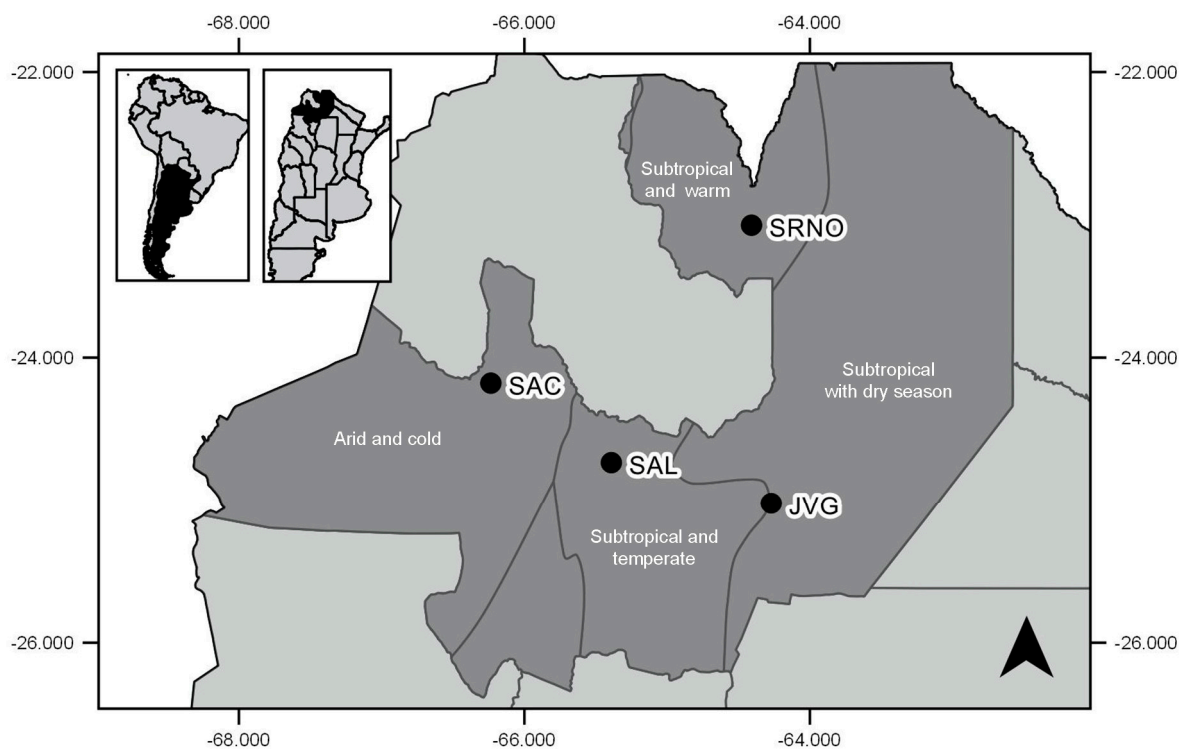 -68.000
-66.000
-64.000
-22.000
-22.000
Subtropical
and warm
SRNO
-24.000
-24.000
SAC
Subtropical
with dry season
Arid and cold
SAL
JVG
Subtropical and
temperate
-26.000
-26.000
-68.000
-66.000
-64.000